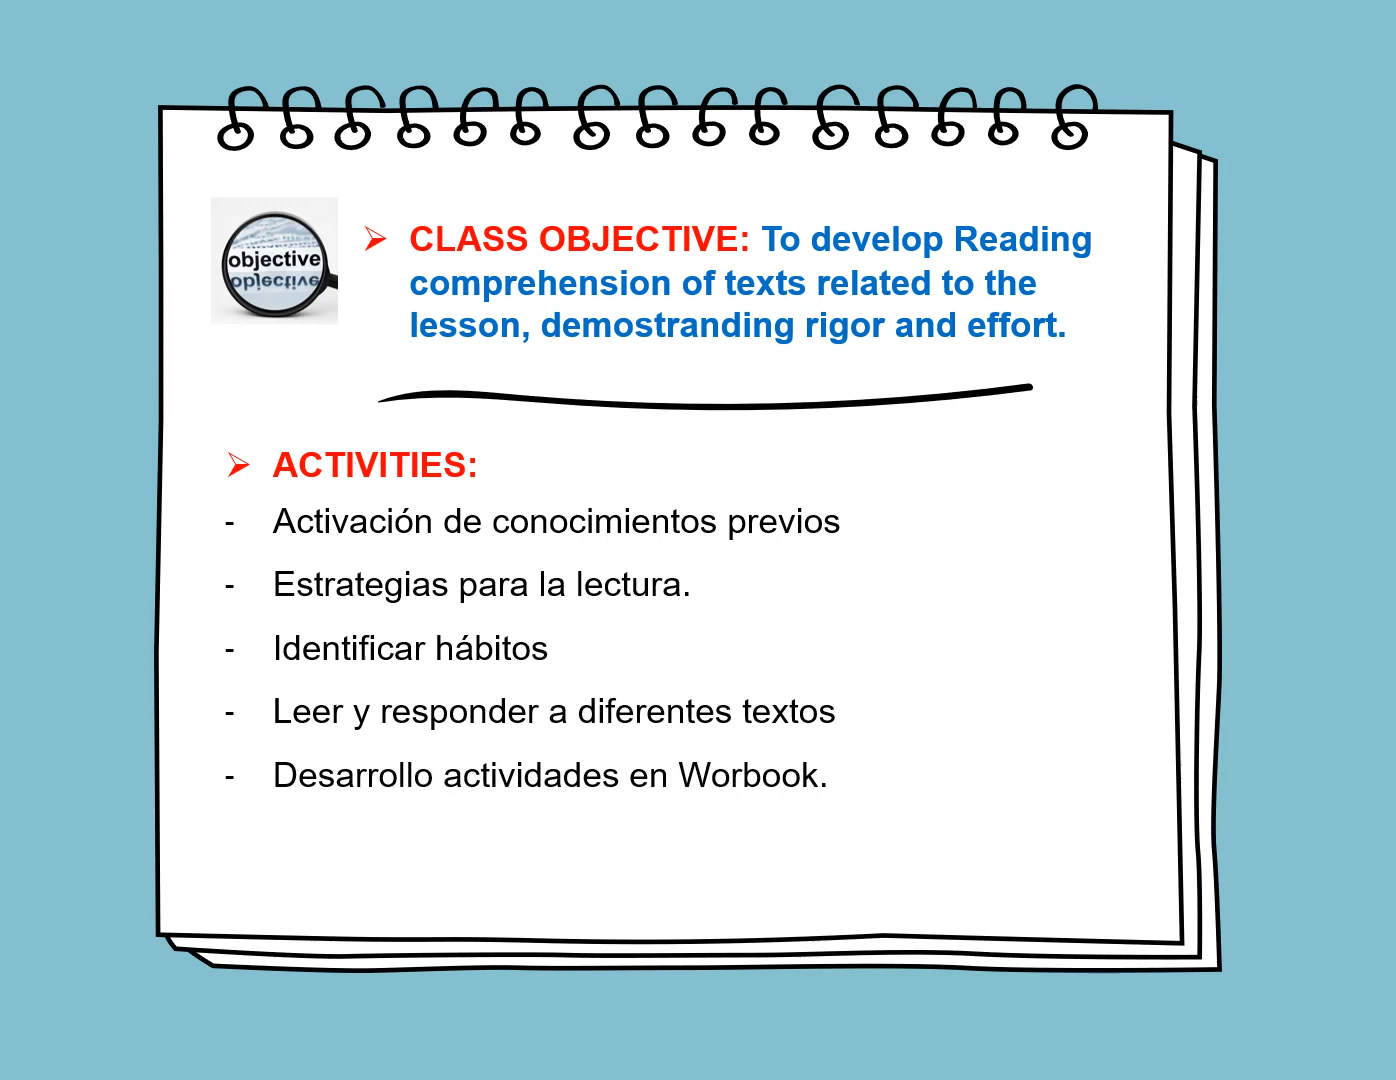 objective
objective
➢ CLASS OBJECTIVE: To develop Reading
comprehension of texts related to the
lesson, demostranding rigor and effort.
➢ ACTIVITIES:
- Activación de conocimientos previos
- Estrategias para la lectura.
- Identificar hábitos
- Leer y responder a diferentes textos
- Desarrollo actividades en Worbook.